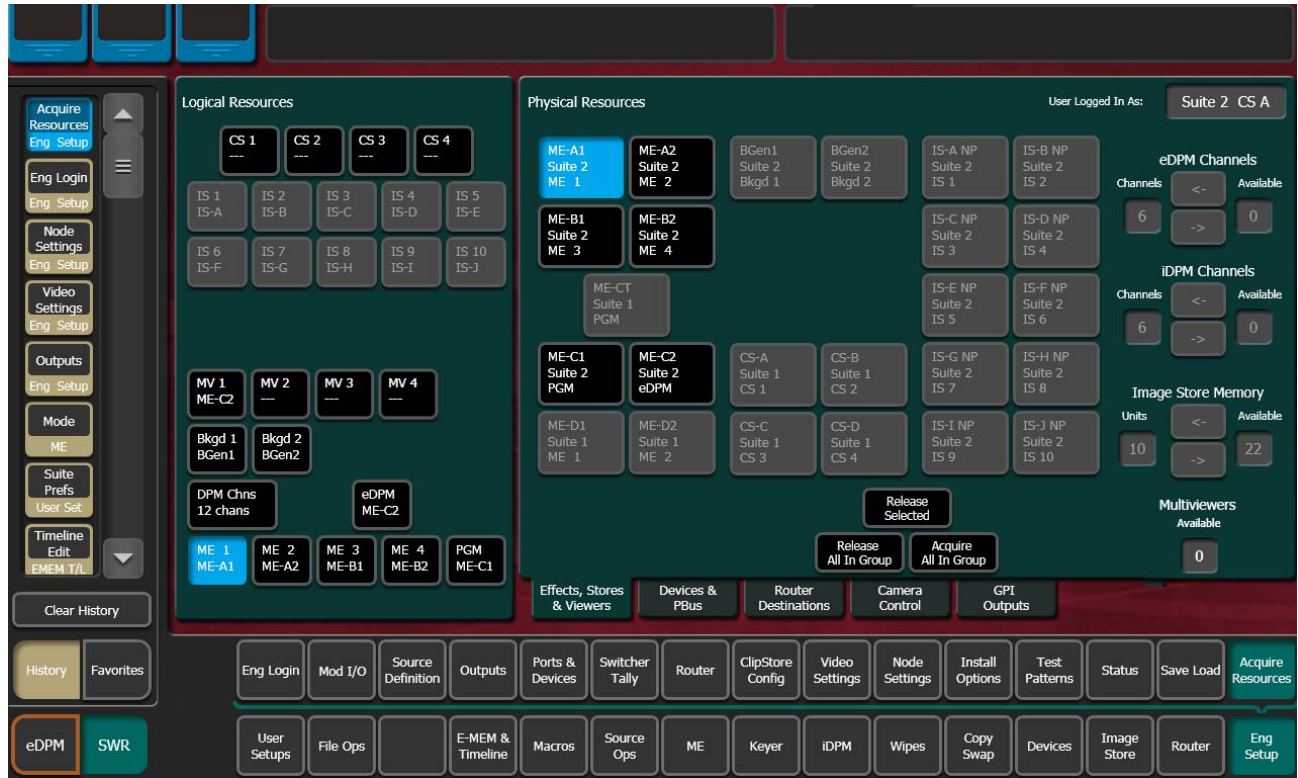 Acquire
Resources
Eng Setup
Eng Login
Eng Setup
Node
Settings
Eng Setup
Video
Settings
Eng Setup
Outputs
Eng Setup
Mode
ME
Suite
Prefs
User Set
Timeline
Edit
EMEM T/L
Clear History
History
Favorites
eDPM
SWR
Logical Resources
CS 1
---
CS 2
---
CS 3
---
CS 4
---
IS 1
IS-A
IS 2
IS-B
IS 3
IS-C
IS 4
IS-D
IS 5
IS-E
IS 6
IS-F
IS 7
IS-G
IS 8
IS-H
IS 9
IS-I
IS 10
IS-J
MV 1
ME-C2
MV 2
---
MV 3
---
MV 4
---
Bkgd 1
BGen1
Bkgd 2
BGen2
DPM Chns
12 chans
eDPM
ME-C2
ME 1
ME-A1
ME 2
ME-A2
ME 3
ME-B1
ME 4
ME-B2
PGM
ME-C1
Physical Resources
User Logged In As:
Suite 2 CS A
ME-A1
Suite 2
ME 1
ME-A2
Suite 2
ME 2
BGen1
Suite 2
Bkgd 1
BGen2
Suite 2
Bkgd 2
IS-A NP
Suite 2
IS 1
IS-B NP
Suite 2
IS 2
ME-B1
Suite 2
ME 3
ME-B2
Suite 2
ME 4
IS-C NP
Suite 2
IS 3
IS-D NP
Suite 2
IS 4
ME-CT
Suite 1
PGM
IS-E NP
Suite 2
IS 5
IS-F NP
Suite 2
IS 6
ME-C1
Suite 2
PGM
ME-C2
Suite 2
eDPM
CS-A
Suite 1
CS 1
CS-B
Suite 1
CS 2
IS-G NP
Suite 2
IS 7
IS-H NP
Suite 2
IS 8
ME-D1
Suite 1
ME 1
ME-D2
Suite 1
ME 2
CS-C
Suite 1
CS 3
CS-D
Suite 1
CS 4
IS-I NP
Suite 2
IS 9
IS-J NP
Suite 2
IS 10
Release
Selected
Release
All In Group
Acquire
All In Group
eDPM Channels
Channels
<-
Available
6
->
0
iDPM Channels
Channels
<-
Available
6
->
0
Image Store Memory
Units
<-
Available
10
->
22
Multiviewers
Available
0
Effects, Stores
& Viewers
Devices &
PBus
Router
Destinations
Camera
Control
GPI
Outputs
Eng Login
Mod I/O
Source
Definition
Outputs
Ports &
Devices
Switcher
Tally
Router
ClipStore
Config
Video
Settings
Node
Settings
Install
Options
Test
Patterns
Status
Save Load
Acquire
Resources
User
Setups
File Ops
E-MEM &
Timeline
Macros
Source
Ops
ME
Keyer
iDPM
Wipes
Copy
Swap
Devices
Image
Store
Router
Eng
Setup